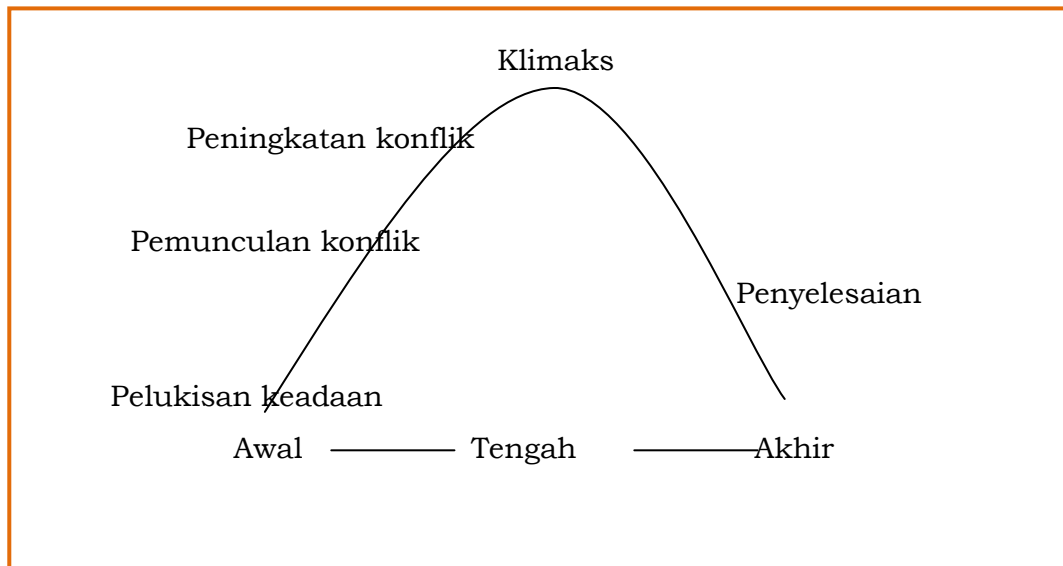 Klimaks
Peningkatan konflik
Pemunculan konflik
Penyelesaian
Pelukisan keadaan
Awal Tengah Akhir